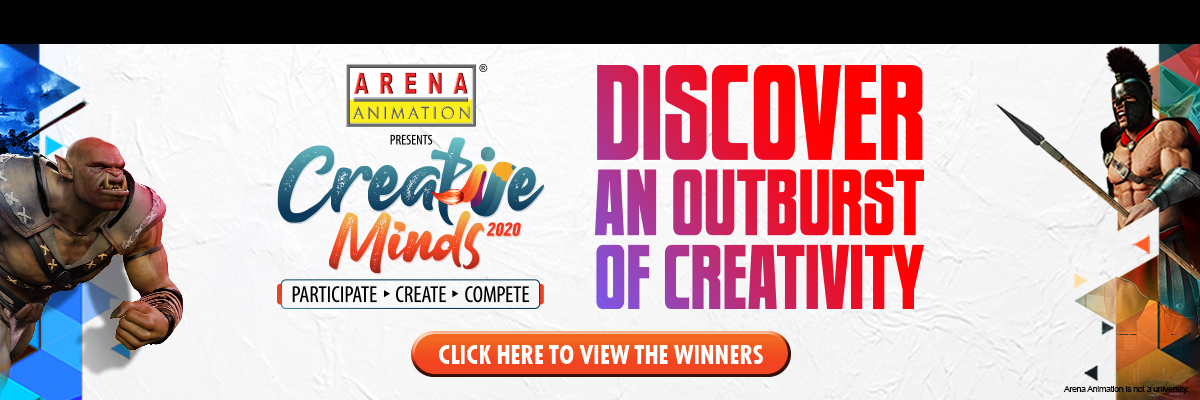 ARENA®
ANIMATION
PRESENTS
Creative
Minds 2020
PARTICIPATE ▸ CREATE ▸ COMPETE
DISCOVER
AN OUTBURST
OF CREATIVITY
CLICK HERE TO VIEW THE WINNERS
Arena Animation is not a university.